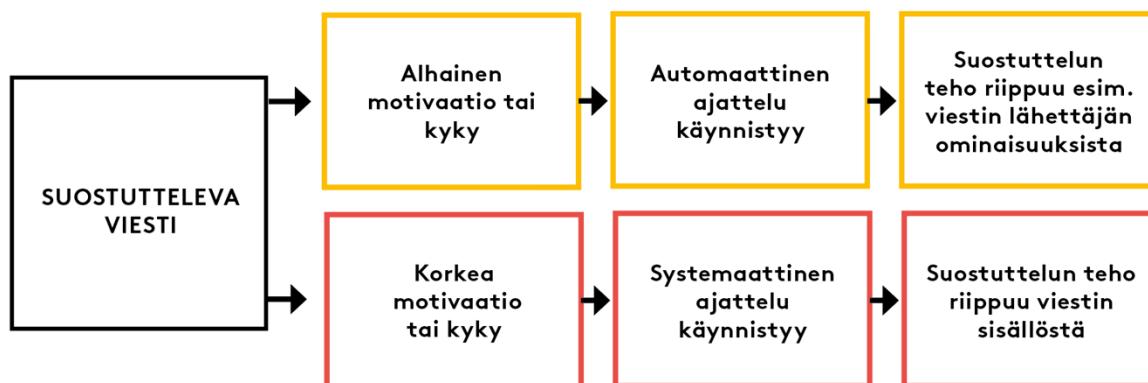 SUOSTUTTELEVA
VIESTI
Alhainen
motivaatio tai
kyky
Automaattinen
ajattelu
käynnistyy
Suostuttelun
teho riippuu esim.
viestin lähettäjän
ominaisuuksista
Korkea
motivaatio
tai kyky
Systemaattinen
ajattelu
käynnistyy
Suostuttelun teho
riippuu viestin
sisällöstä